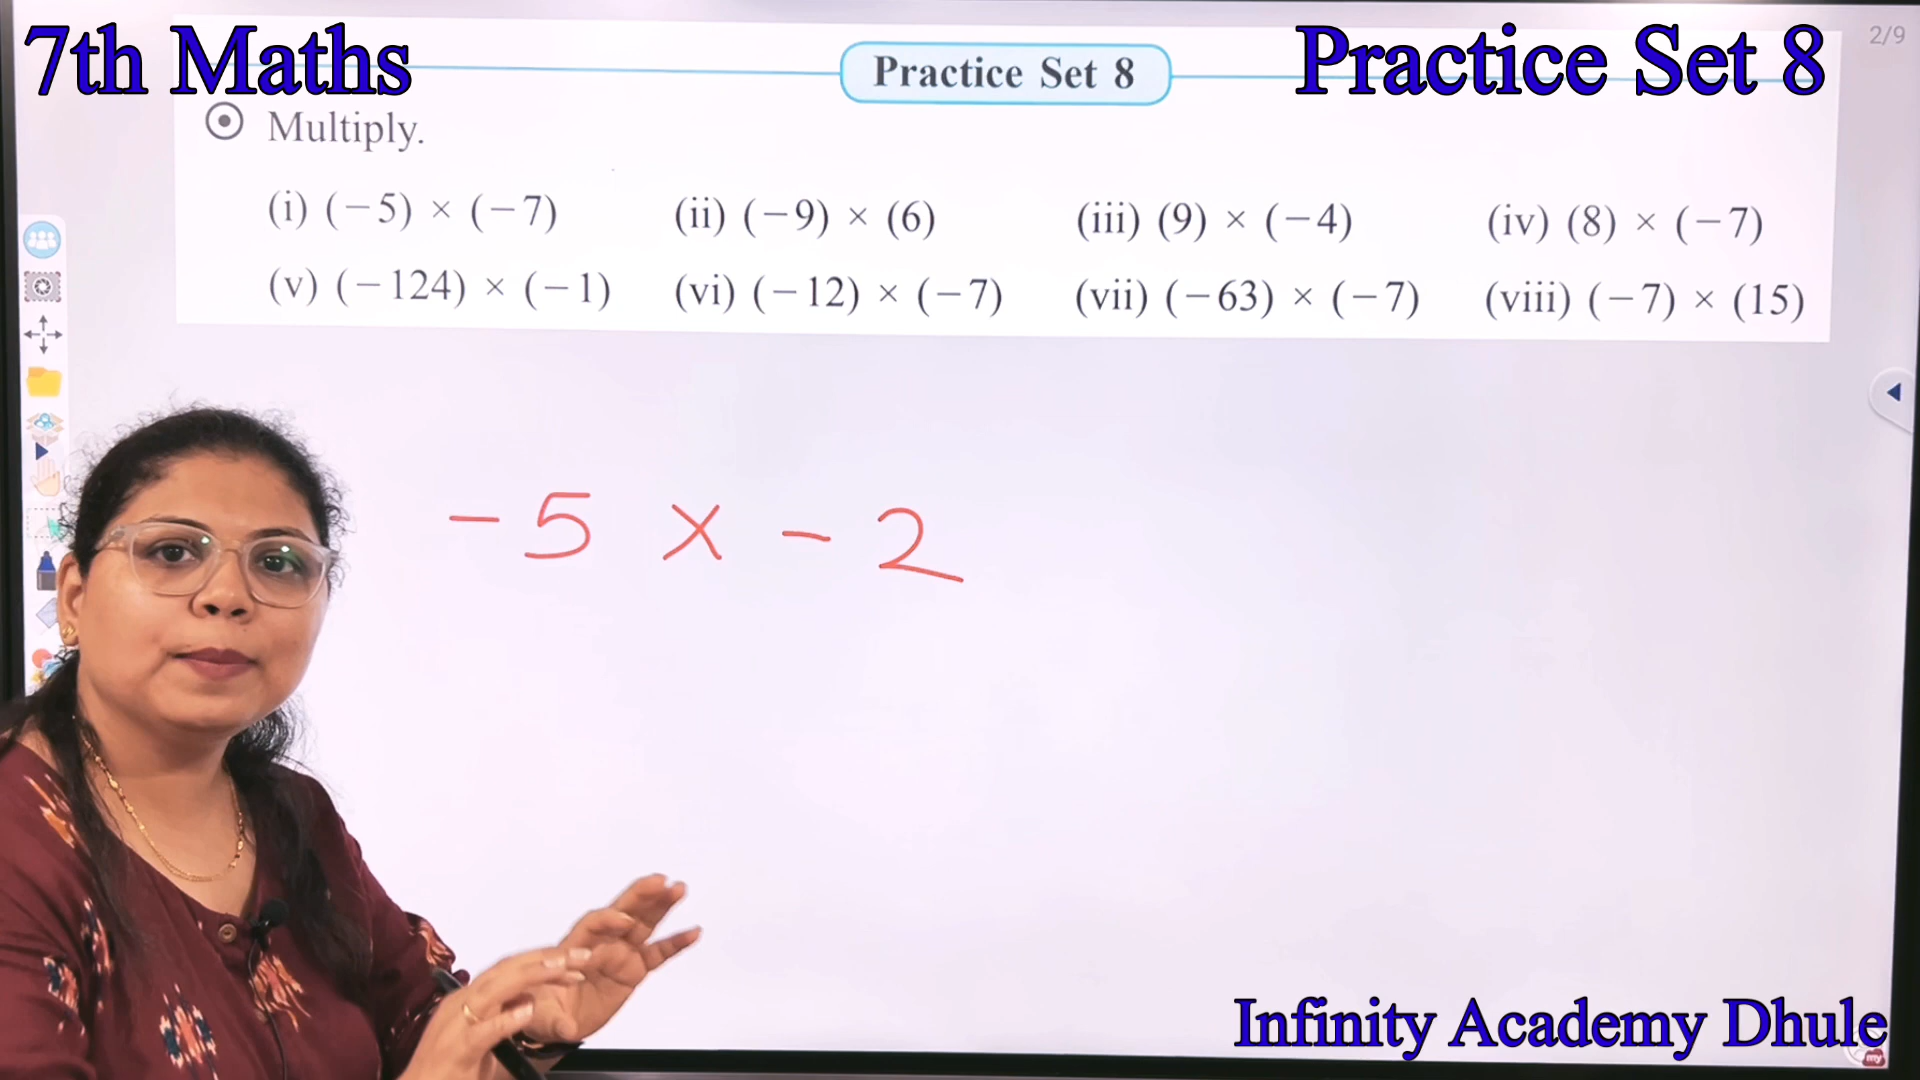 7th Maths
Practice Set 8
Practice Set 8
2/9
Multiply.
(i) (−5) × (−7) (ii) (−9) × (6) (iii) (9) × (−4) (iv) (8) × (−7)
(v) (−124) × (−1) (vi) (−12) × (−7) (vii) (−63) × (−7) (viii) (−7) × (15)
-5 × -2
Infinity Academy Dhule
my